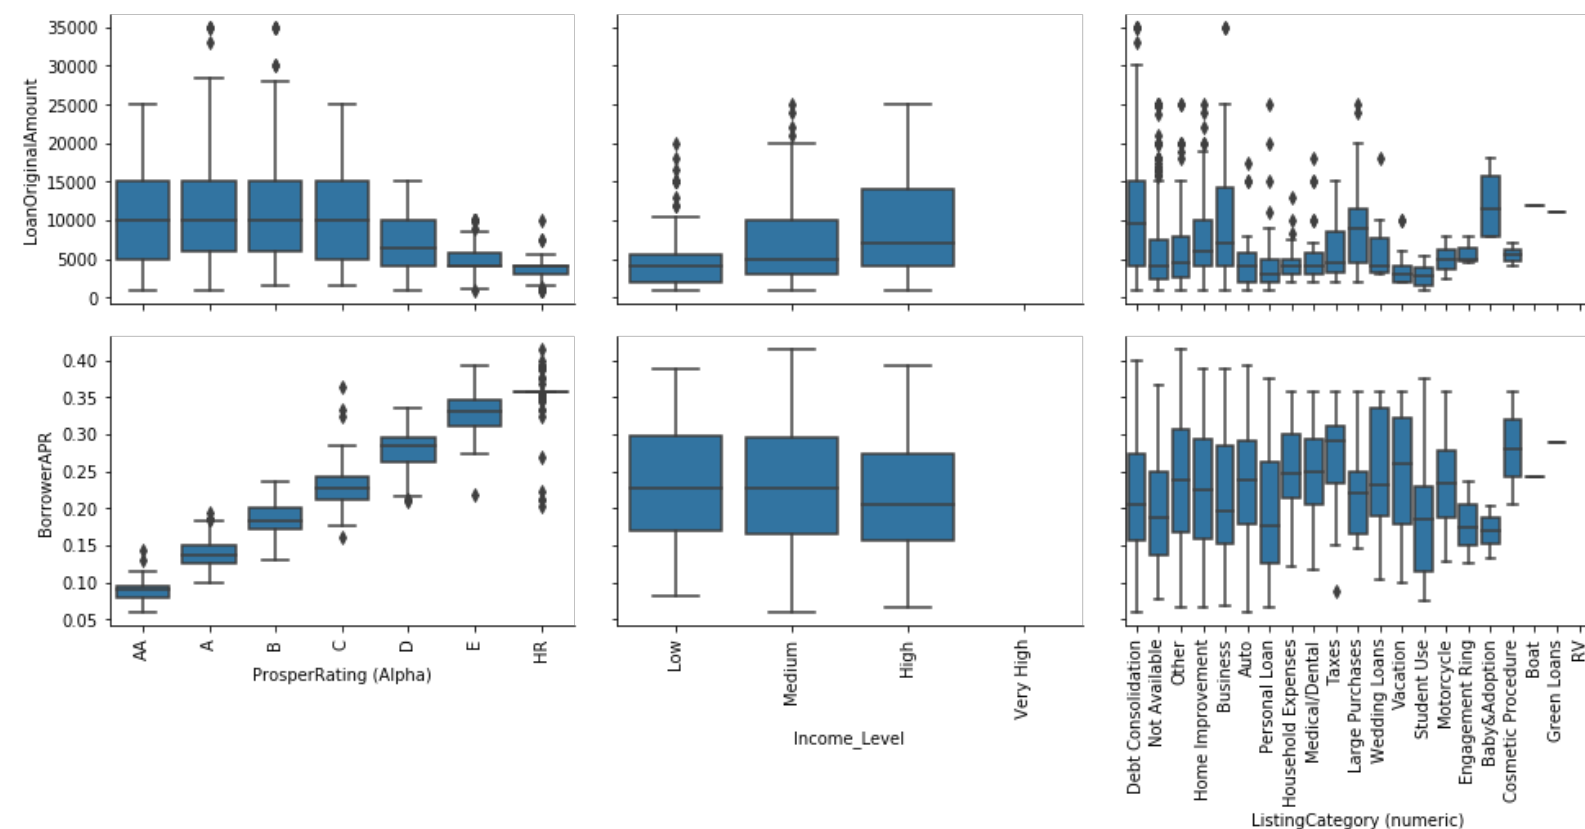 LoanOriginalAmount
35000
30000
25000
20000
15000
10000
5000
0
BorrowerAPR
0.40
0.35
0.30
0.25
0.20
0.15
0.10
0.05
AA
A
B
C
D
E
HR
ProsperRating (Alpha)
Low
Medium
High
Very High
Income_Level
Debt Consolidation
Not Available
Other
Home Improvement
Business
Auto
Personal Loan
Household Expenses
Medical/Dental
Taxes
Large Purchases
Wedding Loans
Vacation
Student Use
Motorcycle
Engagement Ring
Baby&Adoption
Cosmetic Procedure
Boat
Green Loans
RV
ListingCategory (numeric)